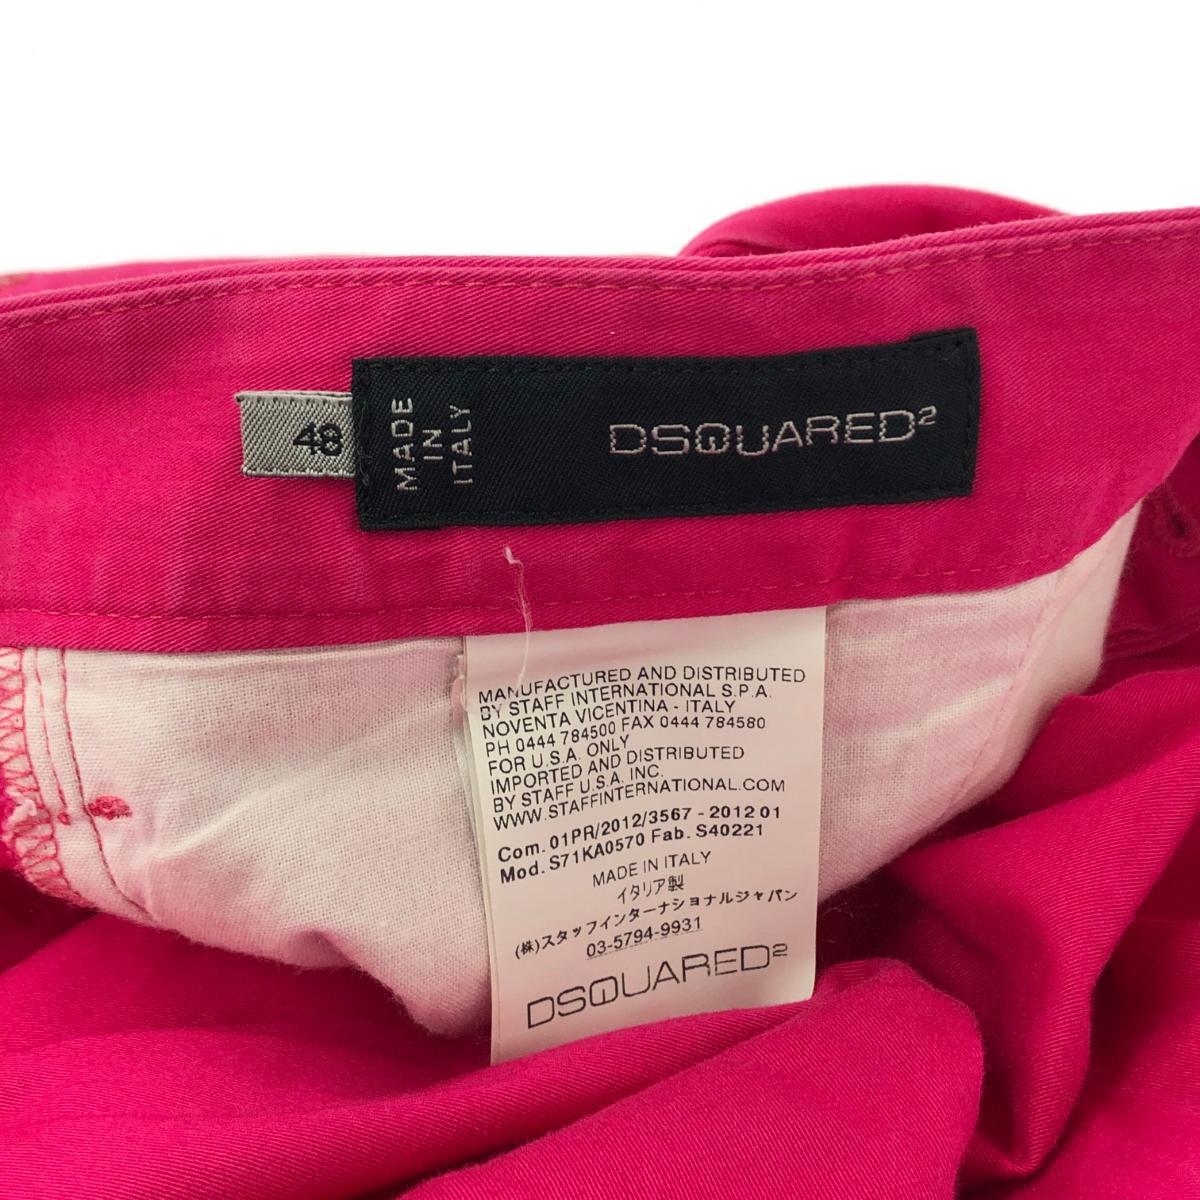 48
MADE
IN
ITALY
DSQUARED2
MANUFACTURED AND DISTRIBUTED
BY STAFF INTERNATIONAL S.P.A.
NOVENTA VICENTINA - ITALY
PH 0444 784500 FAX 0444 784580
FOR U.S.A. ONLY
IMPORTED AND DISTRIBUTED
BY STAFF U.S.A. INC.
WWW.STAFFINTERNATIONAL.COM
Com. 01PR/2012/3567 - 2012 01
Mod. S71KA0570 Fab. S40221
MADE IN ITALY
イタリア製
(株)スタッフインターナショナルジャパン
03-5794-9931
DSQUARED2